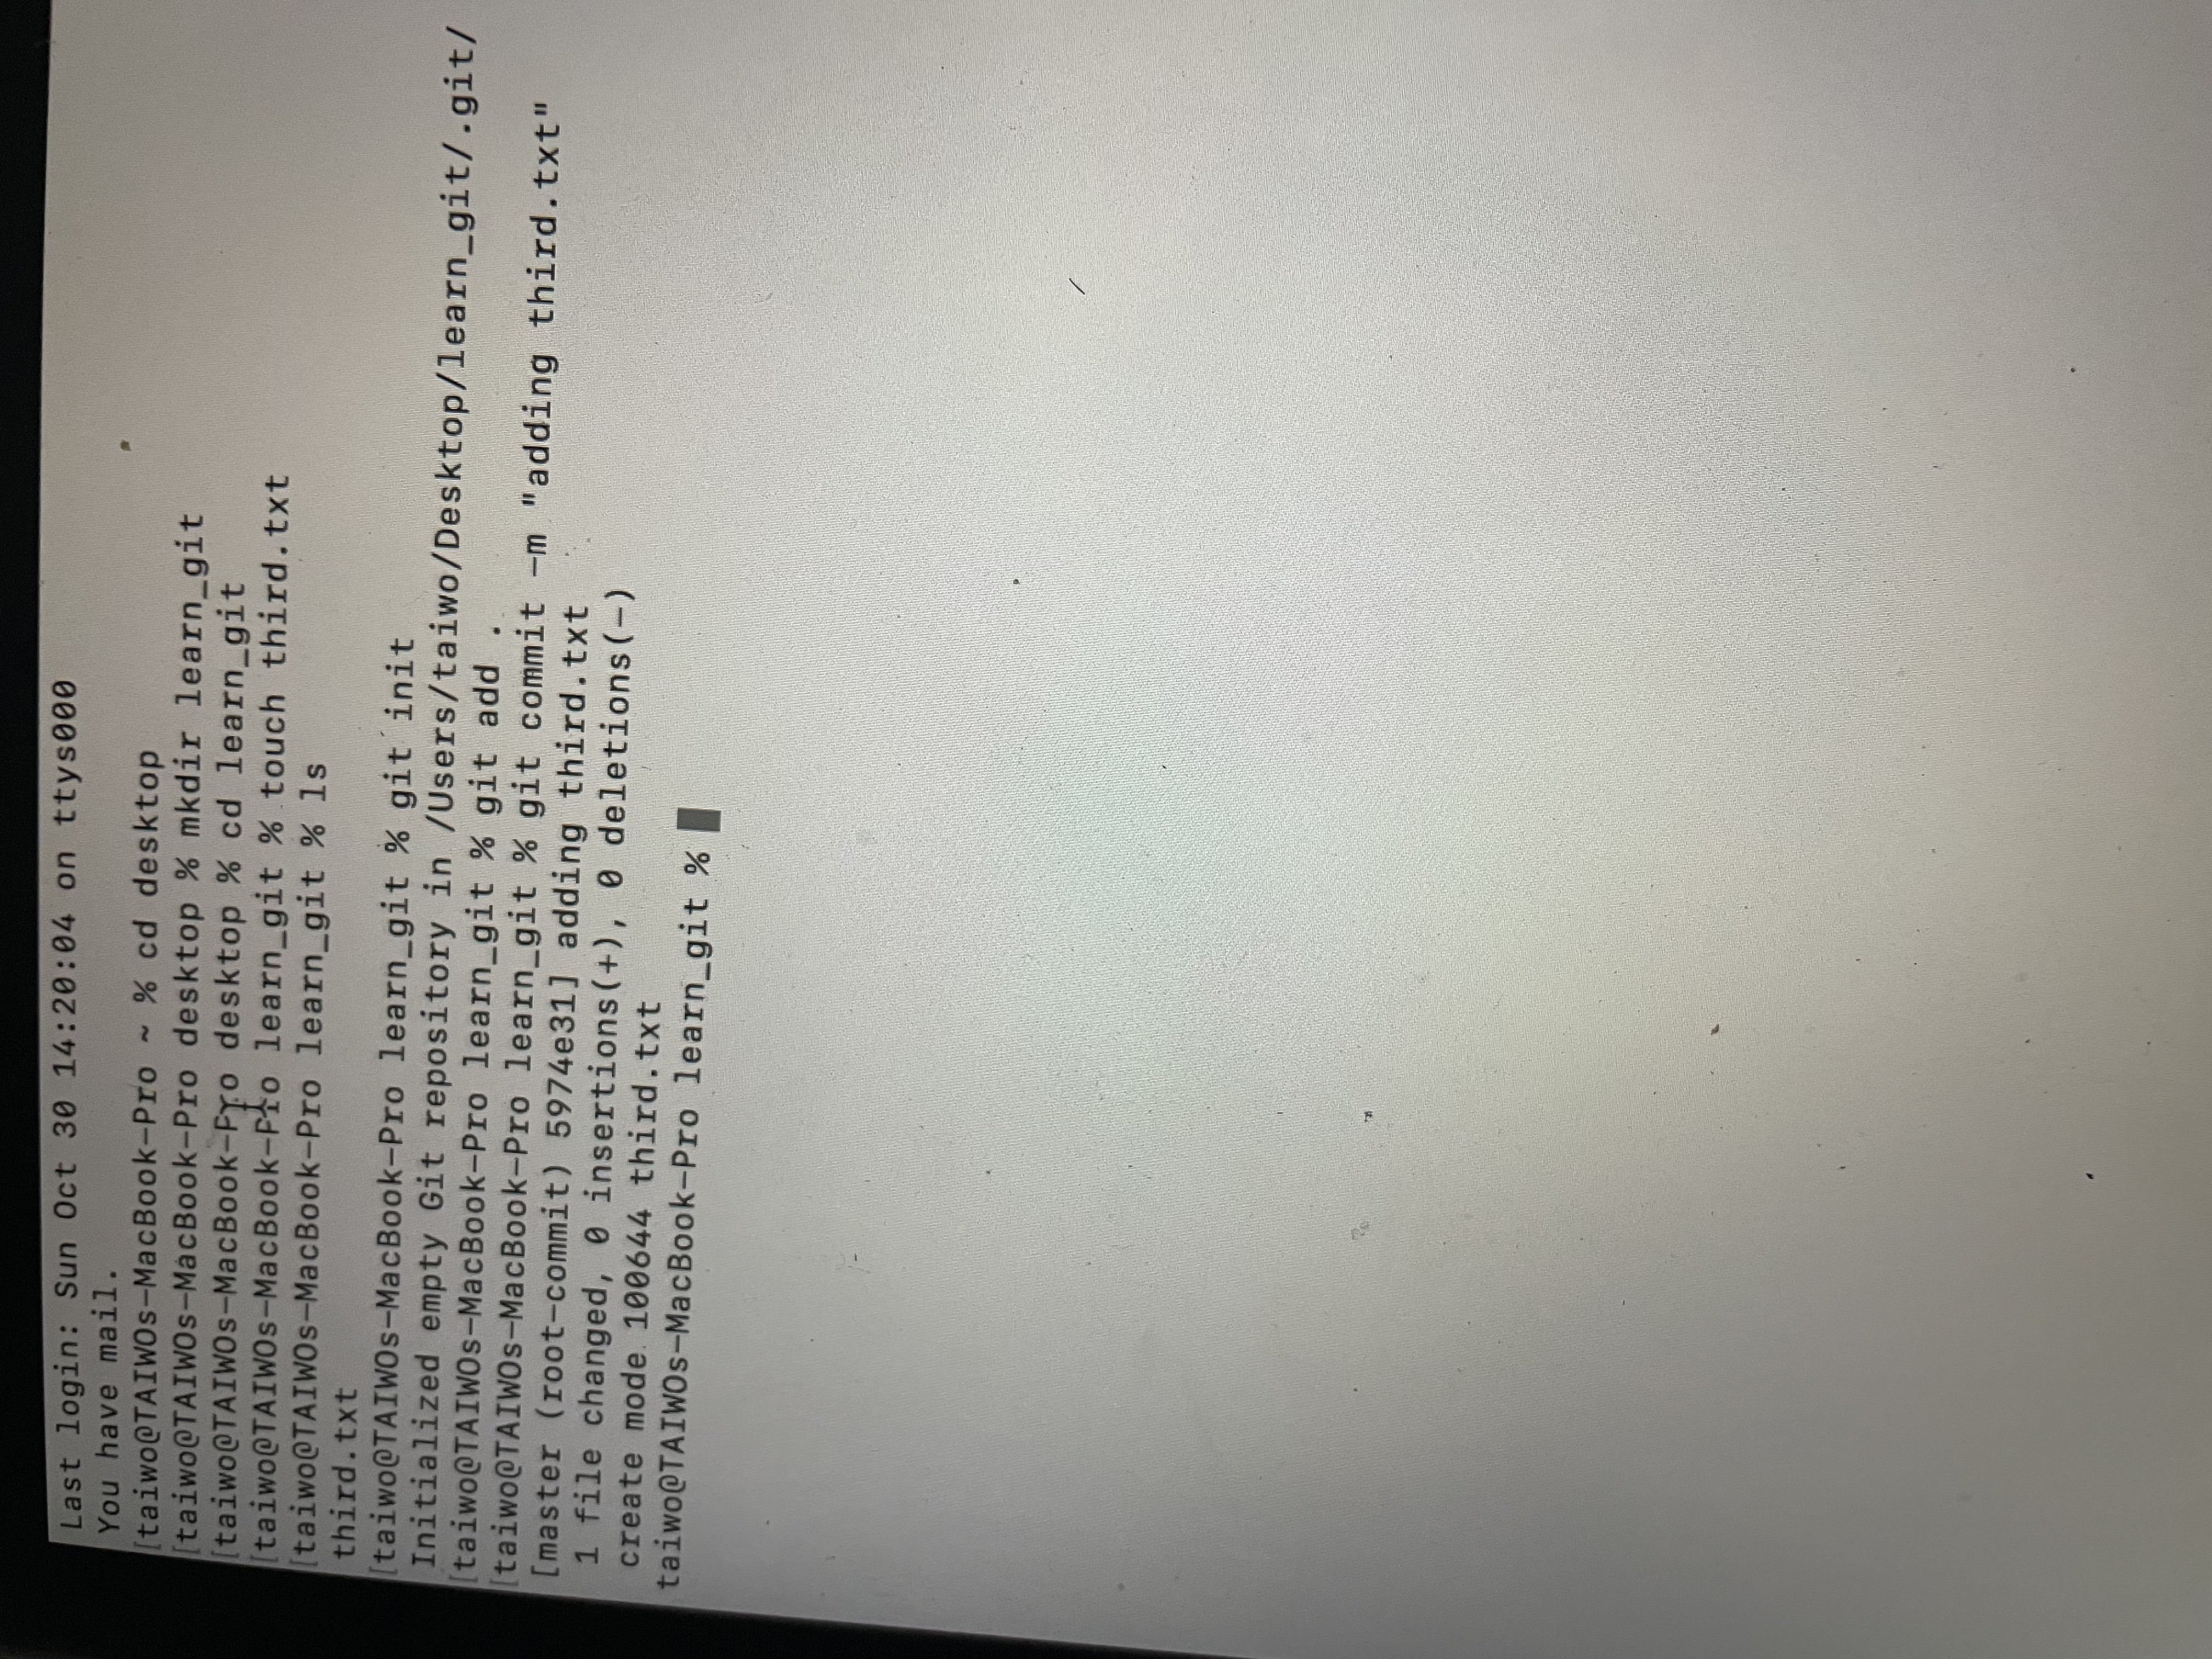 Last login: Sun Oct 30 14:20:04 on ttys000
You have mail.
[taiwo@TAIWOs-MacBook-Pro ~ % cd desktop
[taiwo@TAIWOs-MacBook-Pro desktop % mkdir learn_git
[taiwo@TAIWOs-MacBook-Pro desktop % cd learn_git
[taiwo@TAIWOs-MacBook-Pro learn_git % touch third.txt
[taiwo@TAIWOs-MacBook-Pro learn_git % ls
third.txt
[taiwo@TAIWOs-MacBook-Pro learn_git % git init
Initialized empty Git repository in /Users/taiwo/Desktop/learn_git/.git/
[taiwo@TAIWOs-MacBook-Pro learn_git % git add .
[taiwo@TAIWOs-MacBook-Pro learn_git % git commit -m "adding third.txt"
[master (root-commit) 5974e31] adding third.txt
1 file changed, 0 insertions(+), 0 deletions(-)
create mode 100644 third.txt
taiwo@TAIWOs-MacBook-Pro learn_git %